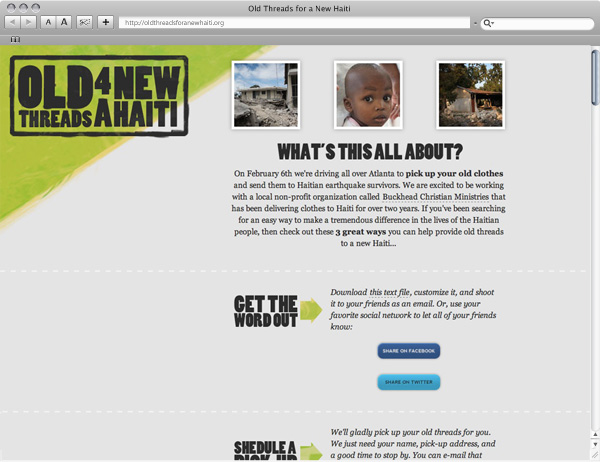 Old Threads for a New Haiti
A A + http://oldthreadsforanewhaiti.org
OLD 4 NEW
THREADS A HAITI
WHAT'S THIS ALL ABOUT?
On February 6th we're driving all over Atlanta to pick up your old clothes
and send them to Haitian earthquake survivors. We are excited to be working
with a local non-profit organization called Buckhead Christian Ministries that
has been delivering clothes to Haiti for over two years. If you've been searching
for an easy way to make a tremendous difference in the lives of the Haitian
people, then check out these 3 great ways you can help provide old threads
to a new Haiti...
GET THE
WORD OUT
Download this text file, customize it, and shoot
it to your friends as an email. Or, use your
favorite social network to let all of your friends
know:
SHARE ON FACEBOOK
SHARE ON TWITTER
SHEDULE A
PICK-UP
We'll gladly pick up your old threads for you.
We just need your name, pick-up address, and
a good time to stop by. You can e-mail that